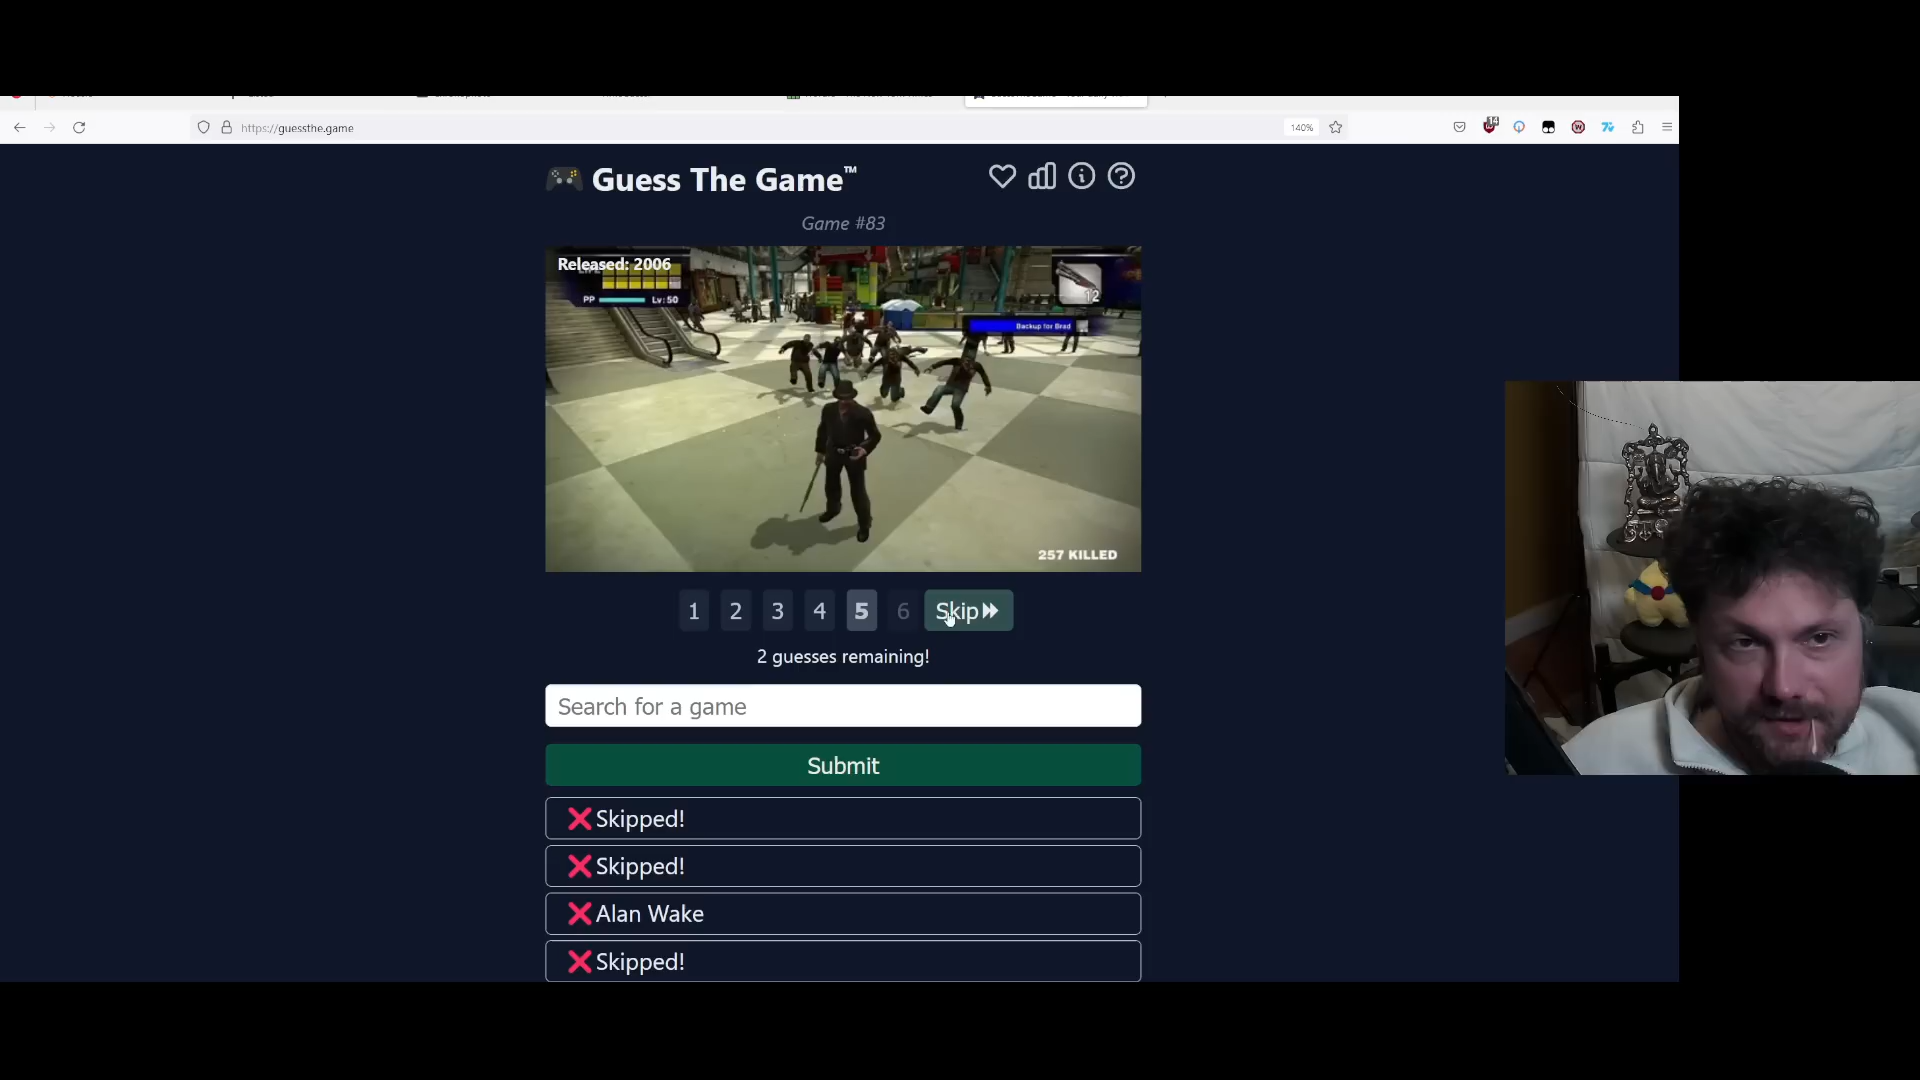 https://guessthe.game
140%
14
Guess The Game™
Game #83
Released: 2006
PP
Lv: 50
12
Backup for Brad
257 KILLED
1 2 3 4 5 6 Skip
2 guesses remaining!
Search for a game
Submit
Skipped!
Skipped!
Alan Wake
Skipped!